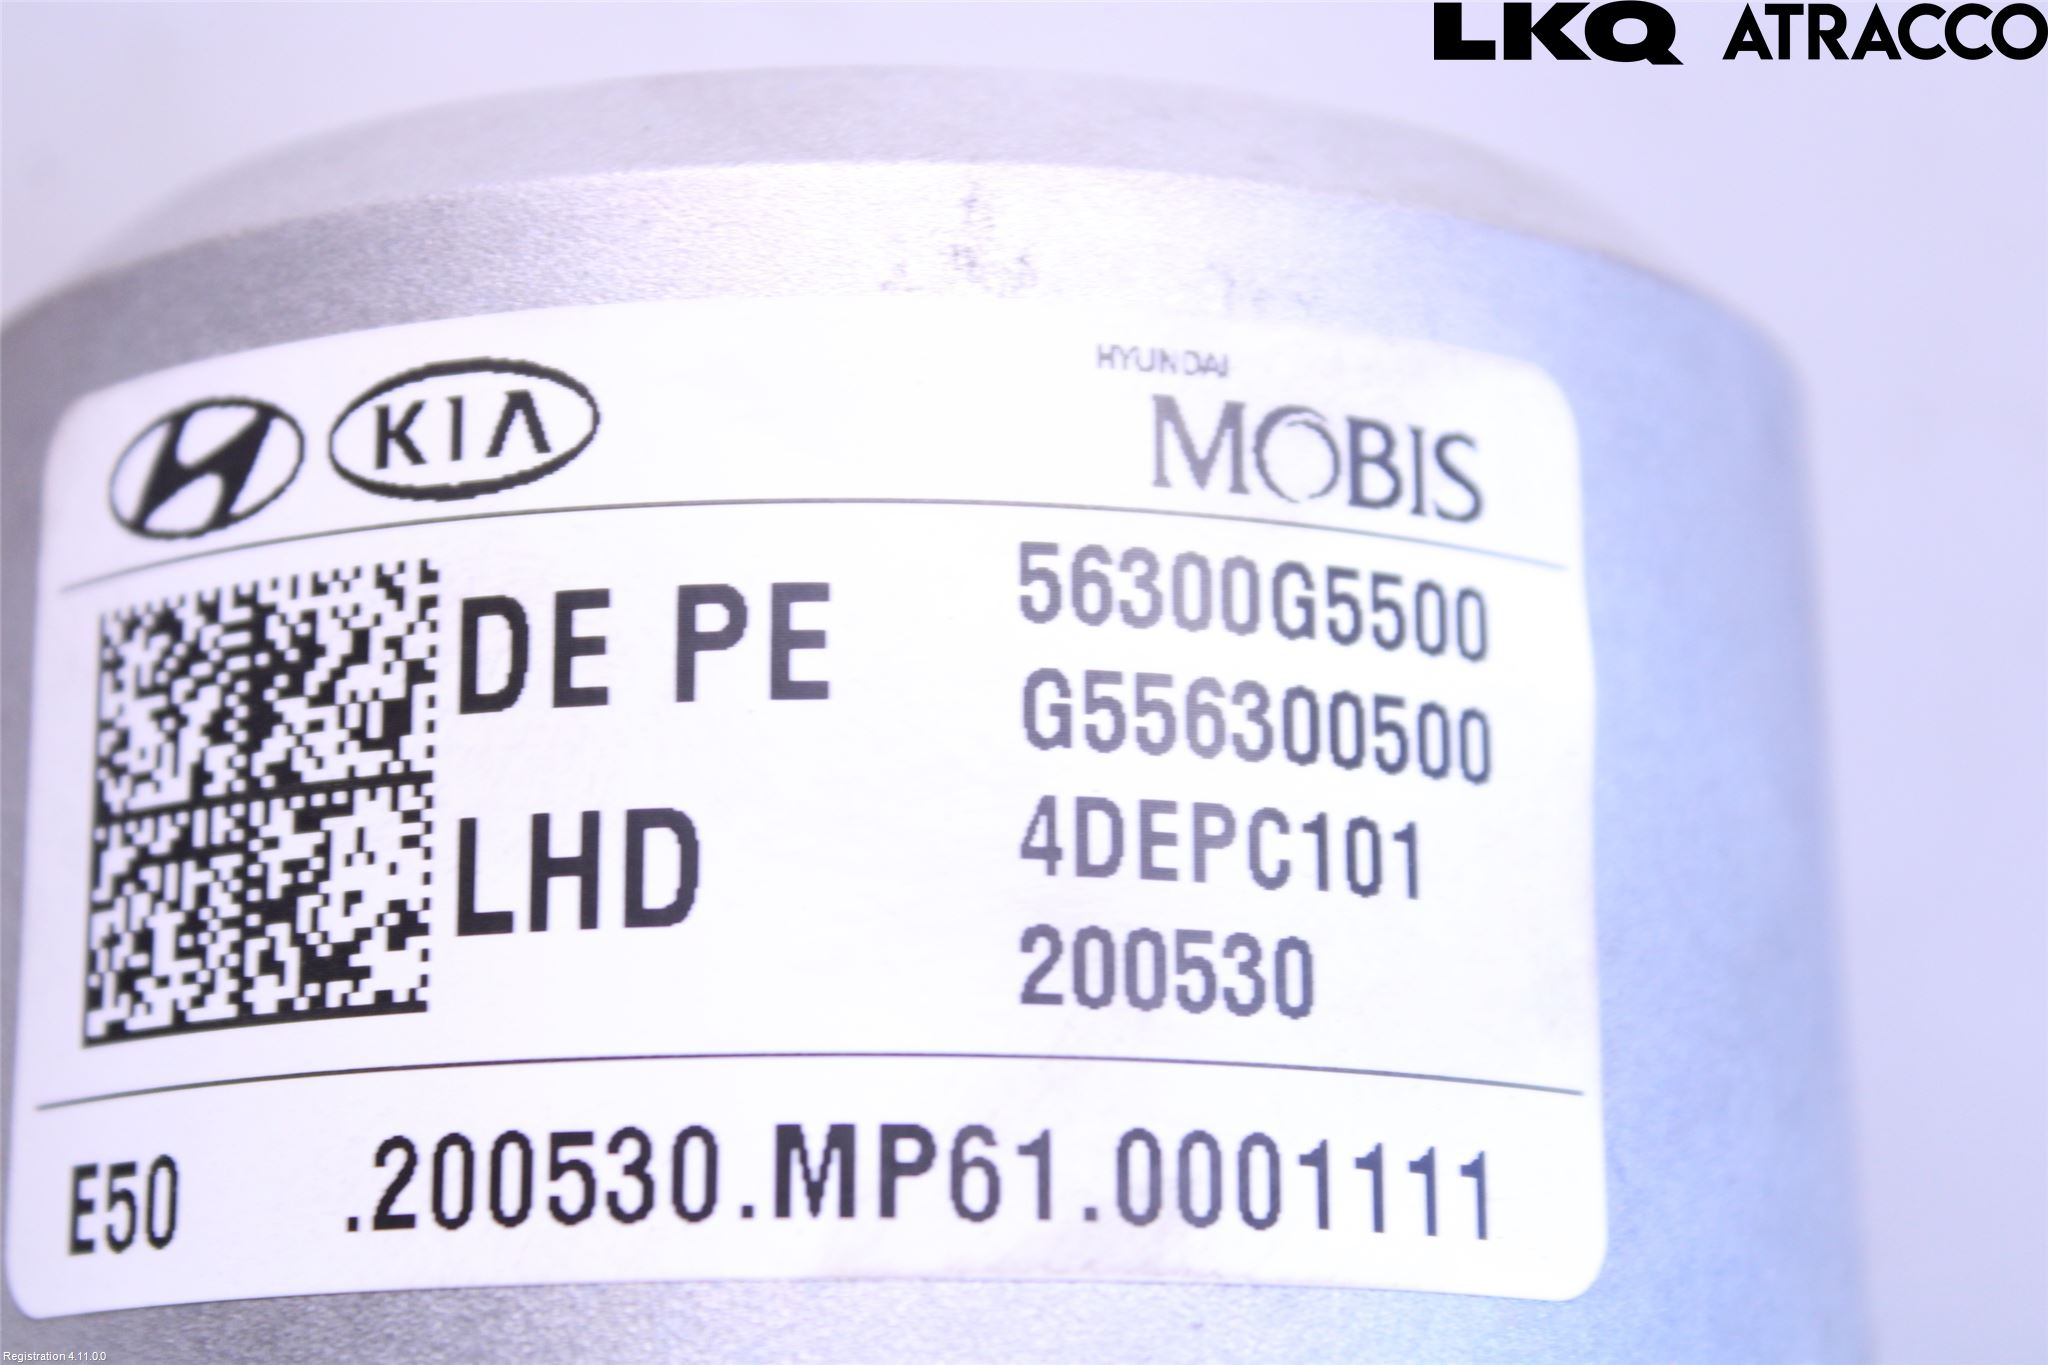 LKQ ATRACCO
KIA
HYUNDAI
MOBIS
DE PE
LHD
56300G5500
G556300500
4DEPC101
200530
E50 .200530.MP61.0001111
Registration 4.11.0.0